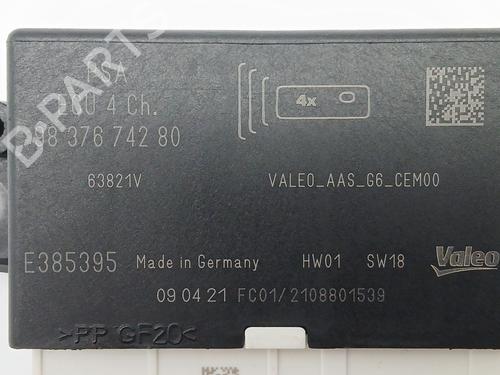 B-PARTS
4 Ch.
98 376 742 80
4x
63821V
VALEO_AAS_G6_CEM00
E385395 Made in Germany HW01 SW18 Valeo
09 04 21 FC01/2108801539
>PP GF20<